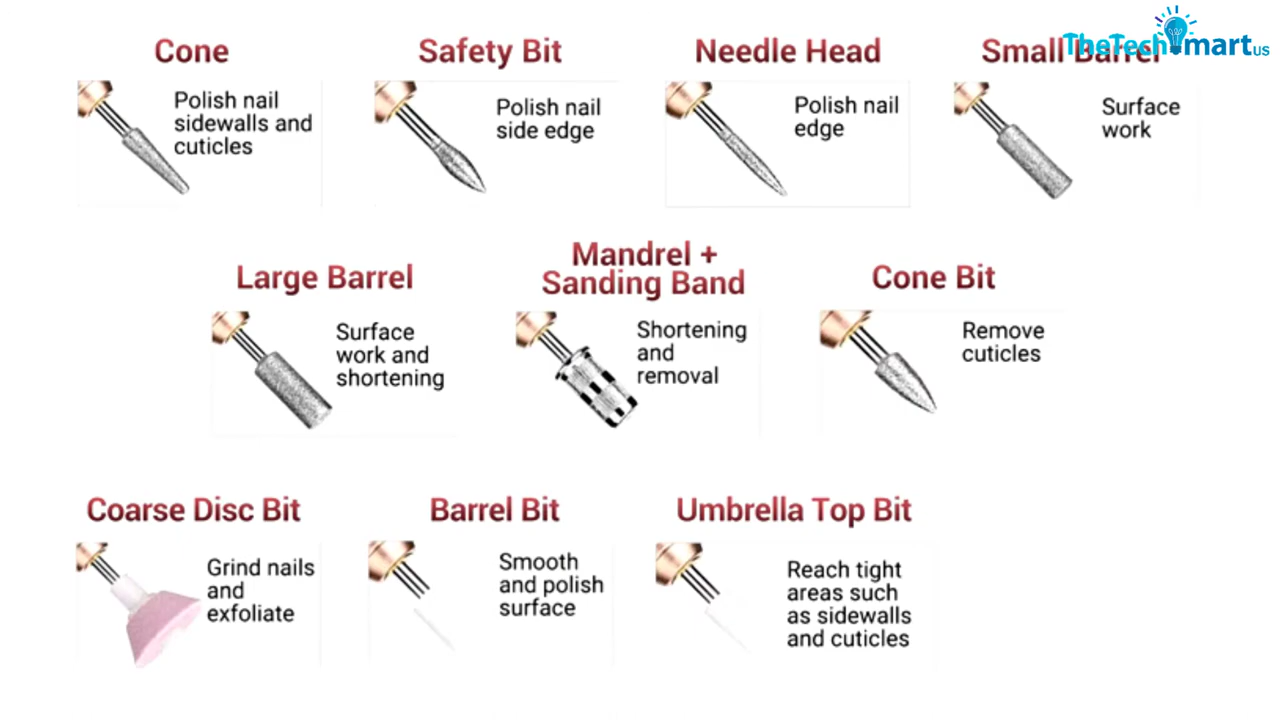 TheTechSmartUS
Cone
Polish nail
sidewalls and
cuticles
Safety Bit
Polish nail
side edge
Needle Head
Polish nail
edge
Small Barrel
Surface
work
Large Barrel
Surface
work and
shortening
Mandrel +
Sanding Band
Shortening
and
removal
Cone Bit
Remove
cuticles
Coarse Disc Bit
Grind nails
and
exfoliate
Barrel Bit
Smooth
and polish
surface
Umbrella Top Bit
Reach tight
areas such
as sidewalls
and cuticles